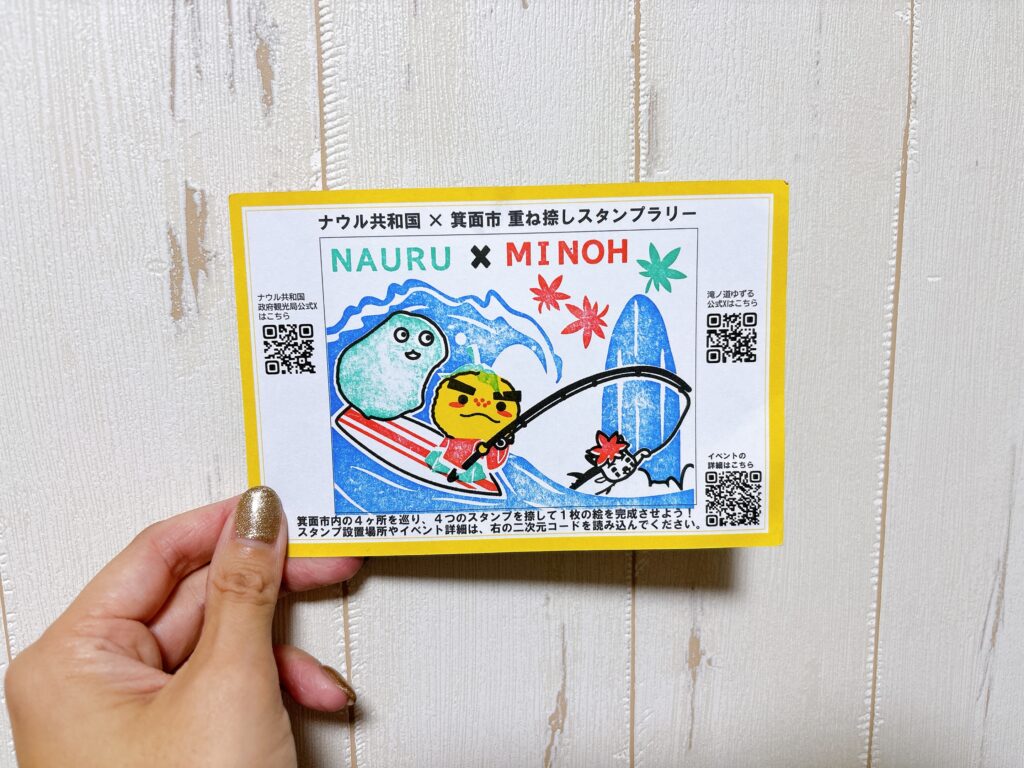 ナウル共和国 × 箕面市 重ね捺しスタンプラリー
NAURU × MINOH
ナウル共和国
政府観光局公式X
はこちら
滝ノ道ゆずる
公式Xはこちら
イベントの
詳細はこちら
箕面市内の4ヶ所を巡り、4つのスタンプを捺して1枚の絵を完成させよう！
スタンプ設置場所やイベント詳細は、右の二次元コードを読み込んでください。